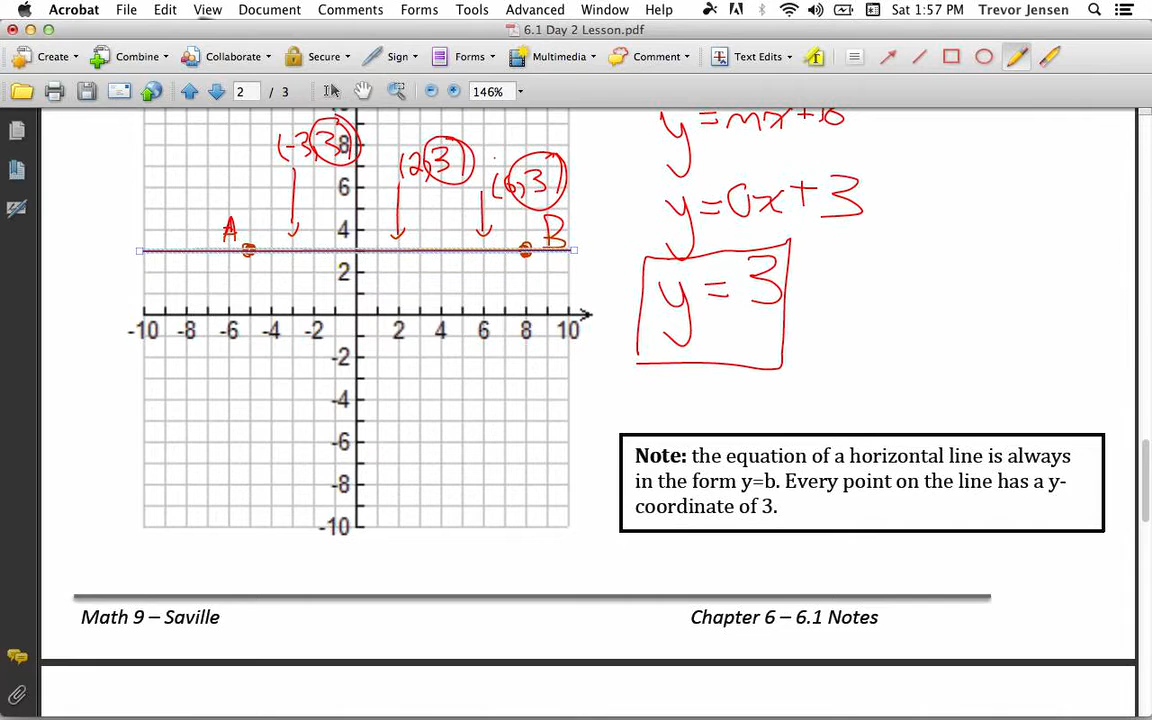 Acrobat File Edit View Document Comments Forms Tools Advanced Window Help Sat 1:57 PM Trevor Jensen
6.1 Day 2 Lesson.pdf
Create Combine Collaborate Secure Sign Forms Multimedia Comment Text Edits
2 / 3 146%
(-3,3) 8 (2,3) (6,3)
6
4
A B
2
-10 -8 -6 -4 -2 2 4 6 8 10
-2
-4
-6
-8
-10
y = mx + b
y = 0x + 3
y = 3
Note: the equation of a horizontal line is always
in the form y=b. Every point on the line has a y-
coordinate of 3.
Math 9 – Saville Chapter 6 – 6.1 Notes